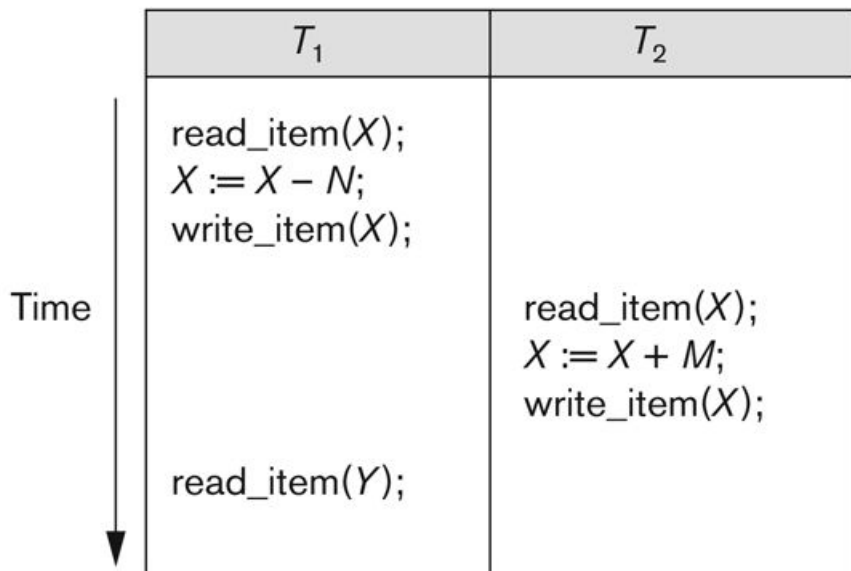 T₁ T₂
read_item(X);
X := X – N;
write_item(X);
Time
read_item(X);
X := X + M;
write_item(X);
read_item(Y);